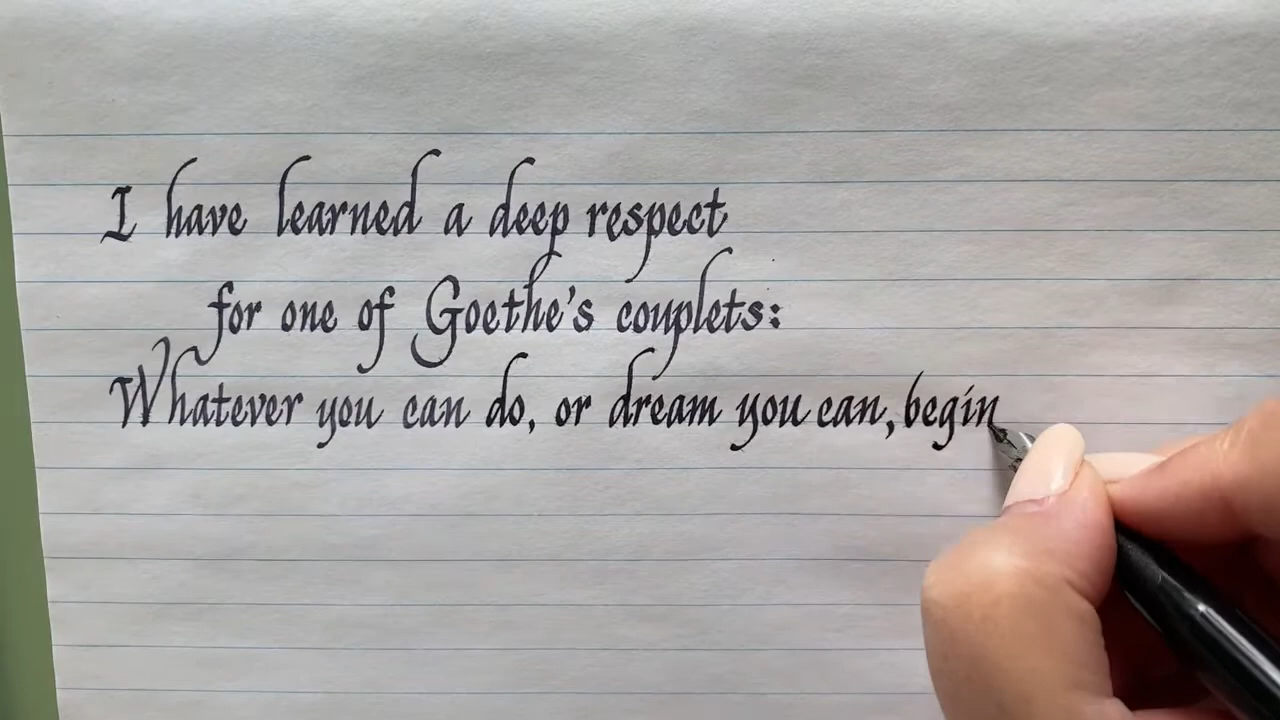 I have learned a deep respect
for one of Goethe's couplets:
Whatever you can do, or dream you can, begin